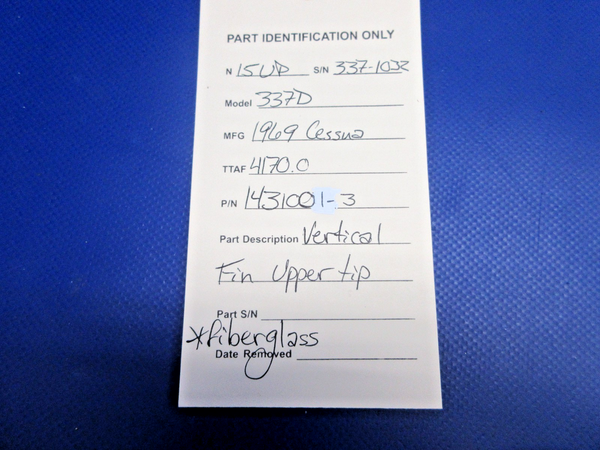 PART IDENTIFICATION ONLY
N 15UD S/N 337-1032
Model 337D
MFG 1969 Cessna
TTAF 4170.0
P/N 1431001-3
Part Description Vertical
Fin Upper tip
Part S/N
*fiberglass
Date Removed